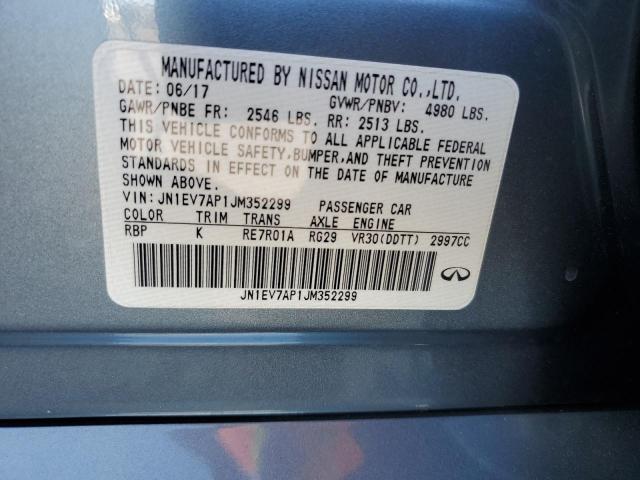 MANUFACTURED BY NISSAN MOTOR CO.,LTD.
DATE: 06/17 GVWR/PNBV: 4980 LBS.
GAWR/PNBE FR: 2546 LBS. RR: 2513 LBS.
THIS VEHICLE CONFORMS TO ALL APPLICABLE FEDERAL
MOTOR VEHICLE SAFETY,BUMPER,AND THEFT PREVENTION
STANDARDS IN EFFECT ON THE DATE OF MANUFACTURE
SHOWN ABOVE.
VIN: JN1EV7AP1JM352299 PASSENGER CAR
COLOR TRIM TRANS AXLE ENGINE
RBP K RE7R01A RG29 VR30(DDTT) 2997CC
JN1EV7AP1JM352299